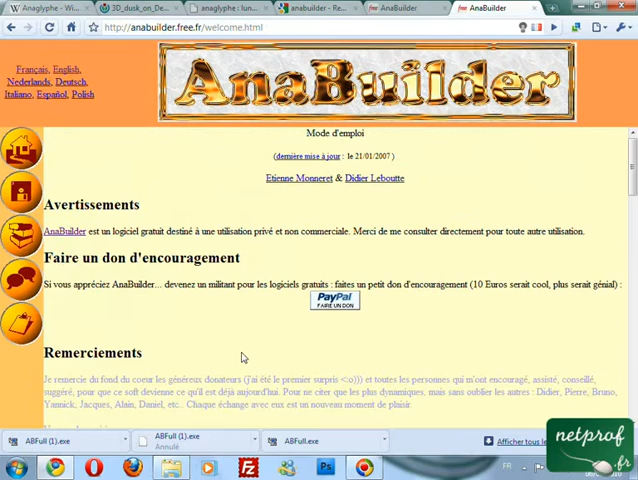 Anaglyphe - Wi...
3D_dusk_on_De...
anaglyphe : lun...
anabuilder - Re...
AnaBuilder
AnaBuilder
http://anabuilder.free.fr/welcome.html
Français, English,
Nederlands, Deutsch,
Italiano, Español, Polish
AnaBuilder
Mode d'emploi
(dernière mise à jour : le 21/01/2007 )
Etienne Monneret & Didier Leboutte
Avertissements
AnaBuilder est un logiciel gratuit destiné à une utilisation privé et non commerciale. Merci de me consulter directement pour toute autre utilisation.
Faire un don d'encouragement
Si vous appréciez AnaBuilder... devenez un militant pour les logiciels gratuits : faites un petit don d'encouragement (10 Euros serait cool, plus serait génial) :
PayPal
FAIRE UN DON
Remerciements
Je remercie du fond du coeur les généreux donateurs (j'ai été le premier surpris <:o))) et toutes les personnes qui m'ont encouragé, assisté, conseillé,
suggéré, pour que ce soft devienne ce qu'il est déjà aujourd'hui. Pour ne citer que les plus dynamiques, mais sans oublier les autres : Didier, Pierre, Bruno,
Yannick, Jacques, Alain, Daniel, etc.. Chaque échange avec eux est un nouveau moment de plaisir.
ABFull (1).exe
ABFull (1).exe
Annulé
ABFull.exe
Afficher tous le
netprof
.fr
FR
Ps